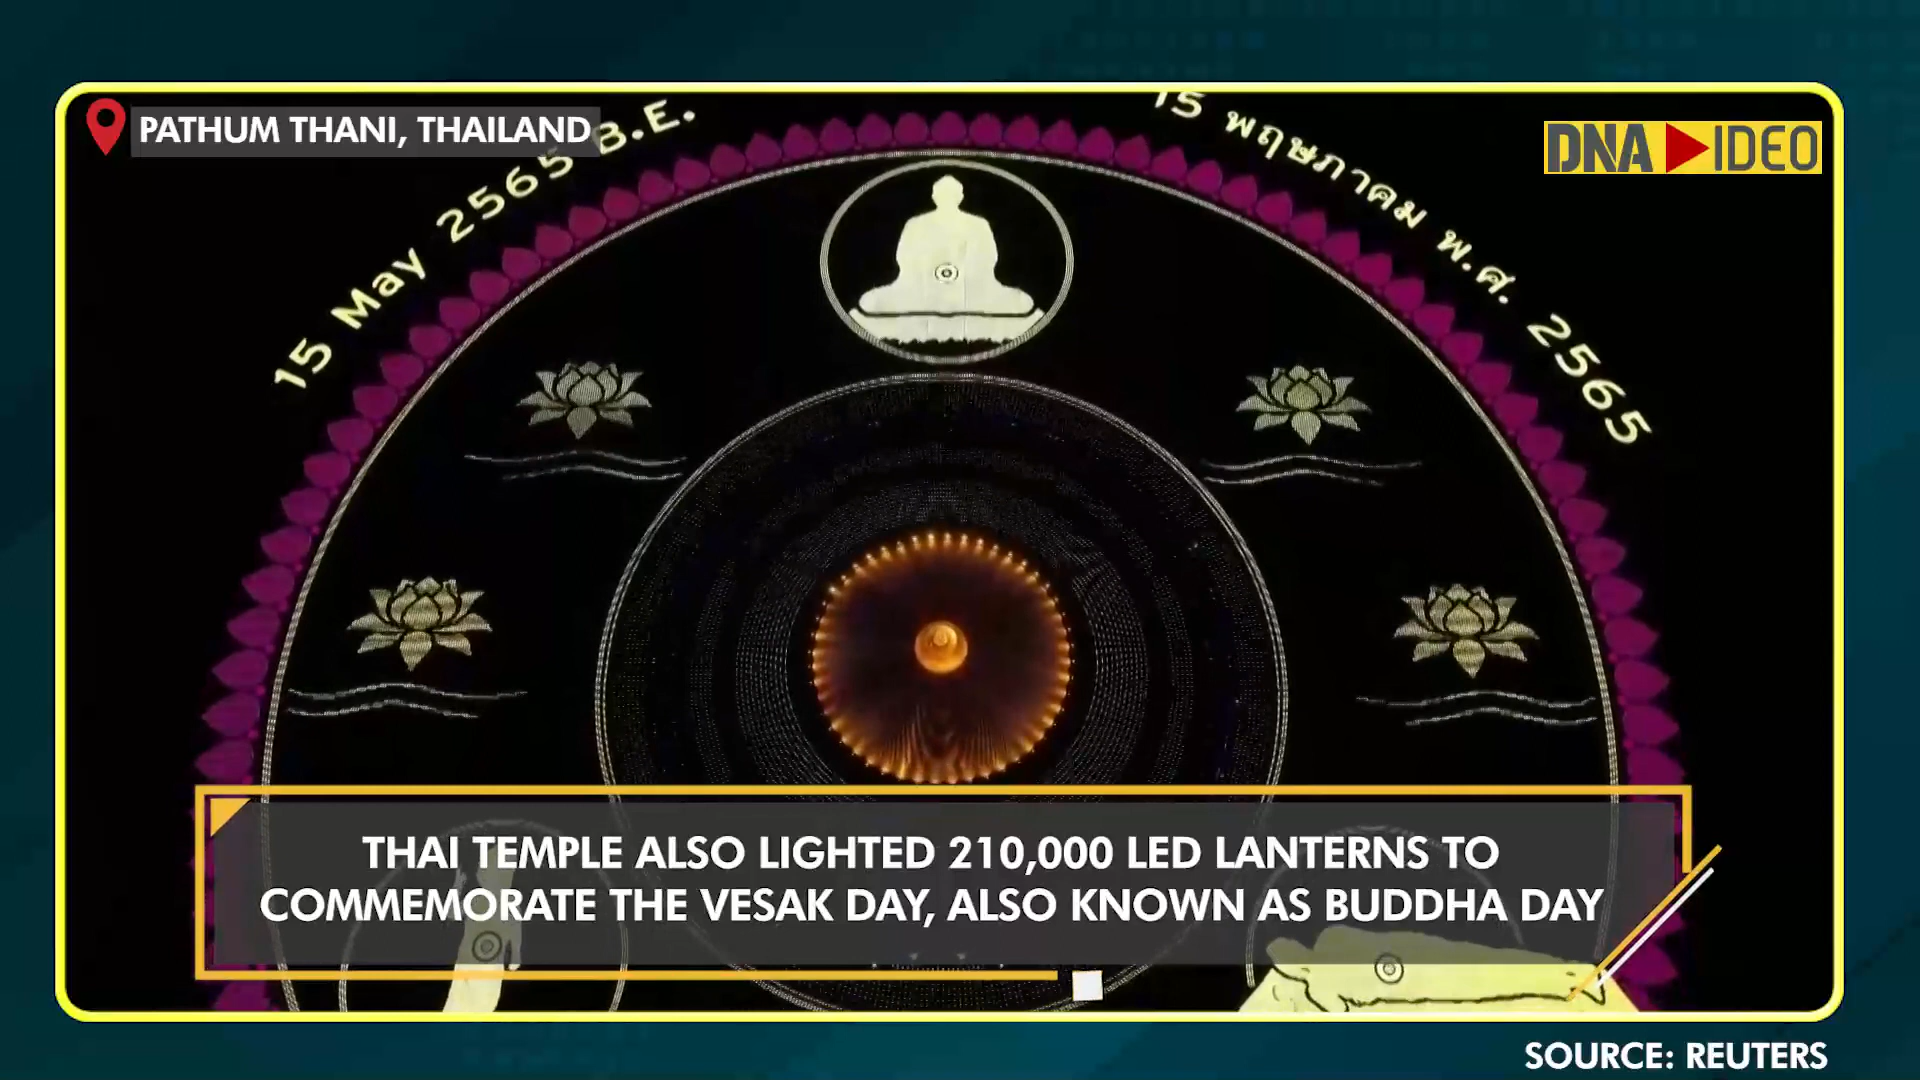 PATHUM THANI, THAILAND
15 May 2565 B.E.
15 พฤษภาคม พ.ศ. 2565
DNA IDEO
THAI TEMPLE ALSO LIGHTED 210,000 LED LANTERNS TO
COMMEMORATE THE VESAK DAY, ALSO KNOWN AS BUDDHA DAY
SOURCE: REUTERS